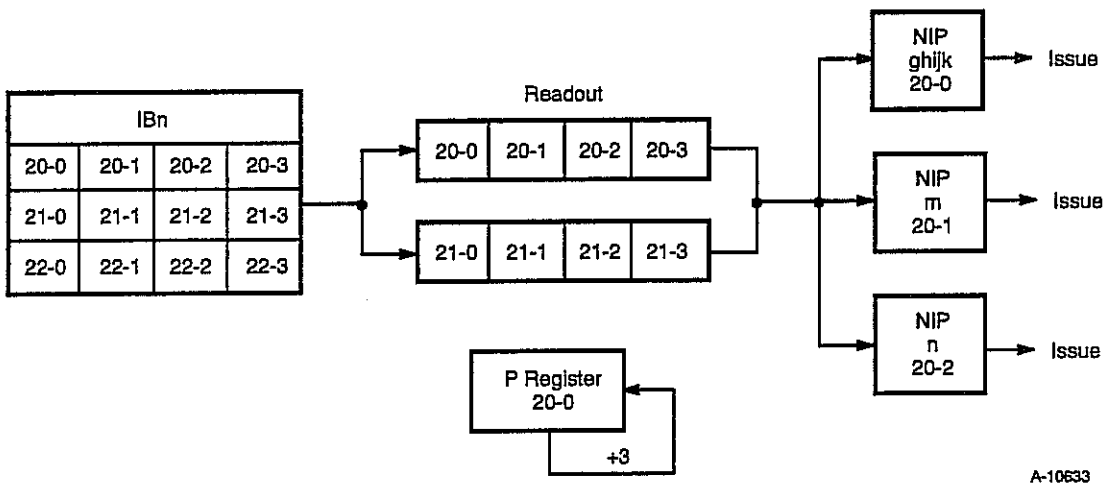 IBn
20-0 20-1 20-2 20-3
21-0 21-1 21-2 21-3
22-0 22-1 22-2 22-3
Readout
20-0 20-1 20-2 20-3
21-0 21-1 21-2 21-3
P Register
20-0
+3
NIP
ghijk
20-0
Issue
NIP
m
20-1
Issue
NIP
n
20-2
Issue
A-10633